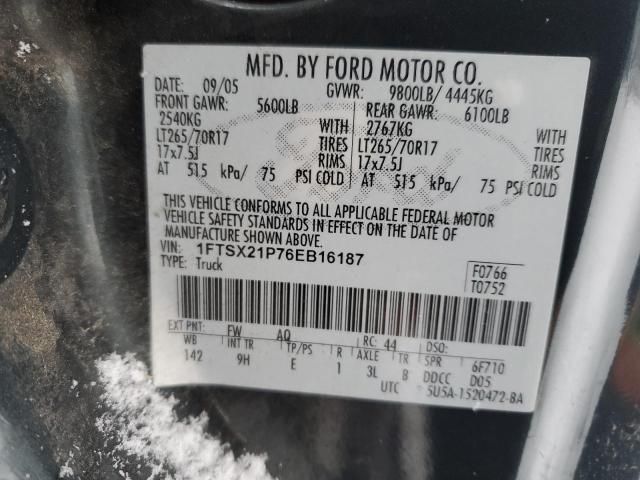 MFD. BY FORD MOTOR CO.
DATE: 09/05 GVWR: 9800LB/ 4445KG
FRONT GAWR: 5600LB REAR GAWR: 6100LB
2540KG WITH 2767KG WITH
LT265/70R17 TIRES LT265/70R17 TIRES
17x7.5J RIMS 17x7.5J RIMS
AT 515 kPa/ 75 PSI COLD AT 515 kPa/ 75 PSI COLD
THIS VEHICLE CONFORMS TO ALL APPLICABLE FEDERAL MOTOR
VEHICLE SAFETY STANDARDS IN EFFECT ON THE DATE OF
MANUFACTURE SHOWN ABOVE.
VIN: 1FTSX21P76EB16187
TYPE: Truck F0766
T0752
EXT PNT: FW AQ RC: 44 DSO:
WB INT TR TP/PS R AXLE TR SPR 6F710
142 9H E 1 3L B DDCC D05
UTC 5U5A-1520472-BA